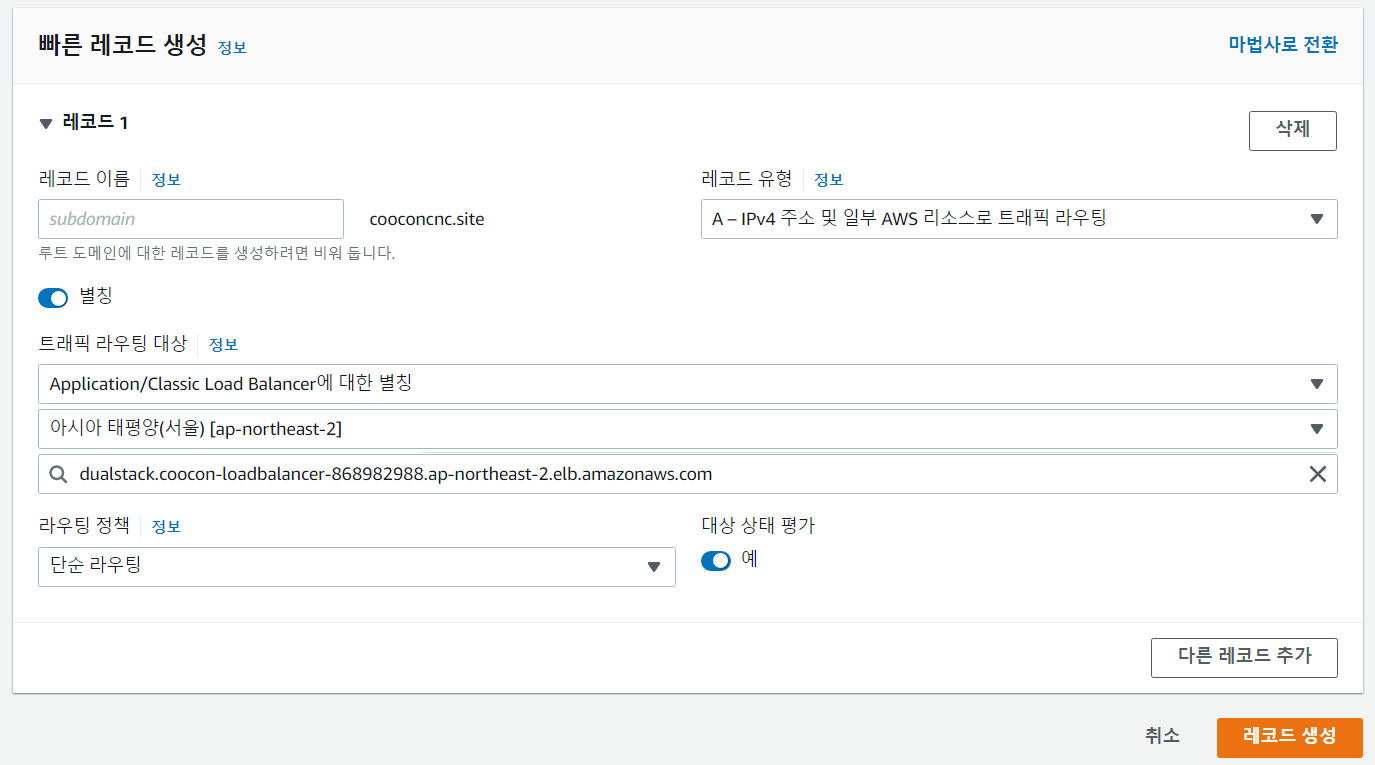 빠른 레코드 생성 정보 마법사로 전환
▼ 레코드 1 삭제
레코드 이름 정보 레코드 유형 정보
subdomain cooconcnc.site A – IPv4 주소 및 일부 AWS 리소스로 트래픽 라우팅
루트 도메인에 대한 레코드를 생성하려면 비워 둡니다.
별칭
트래픽 라우팅 대상 정보
Application/Classic Load Balancer에 대한 별칭
아시아 태평양(서울) [ap-northeast-2]
dualstack.coocon-loadbalancer-868982988.ap-northeast-2.elb.amazonaws.com
라우팅 정책 정보 대상 상태 평가
단순 라우팅 예
다른 레코드 추가
취소 레코드 생성